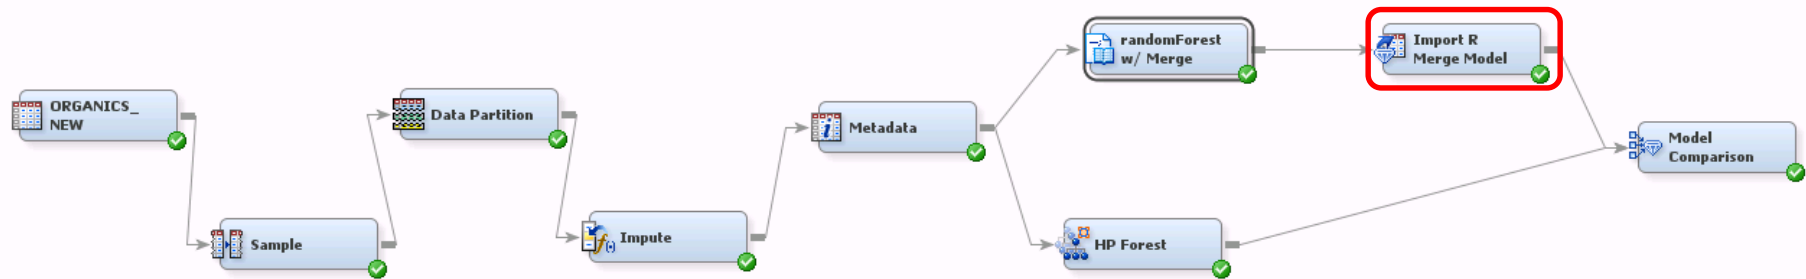 ORGANICS_
NEW
Sample
Data Partition
Impute
Metadata
randomForest
w/ Merge
Import R
Merge Model
HP Forest
Model
Comparison